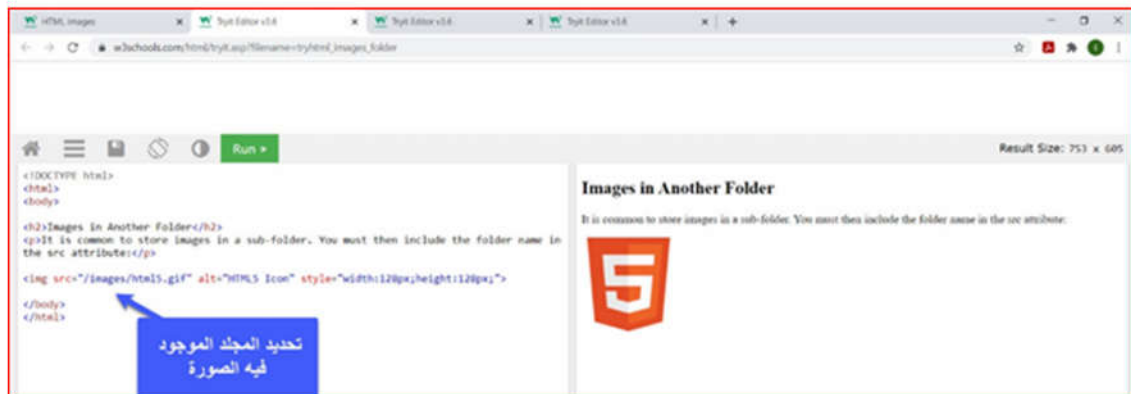 HTML images
Tryit Editor v3.6
Tryit Editor v3.6
Tryit Editor v3.6
w3schools.com/html/tryit.asp?filename=tryhtml_images_folder
Run »
Result Size: 753 x 605
<!DOCTYPE html>
<html>
<body>
<h2>Images in Another Folder</h2>
<p>It is common to store images in a sub-folder. You must then include the folder name in
the src attribute:</p>
<img src="/images/html5.gif" alt="HTML5 Icon" style="width:128px;height:128px;">
</body>
</html>
تحديد المجلد الموجود
فيه الصورة
Images in Another Folder
It is common to store images in a sub-folder. You must then include the folder name in the src attribute:
5